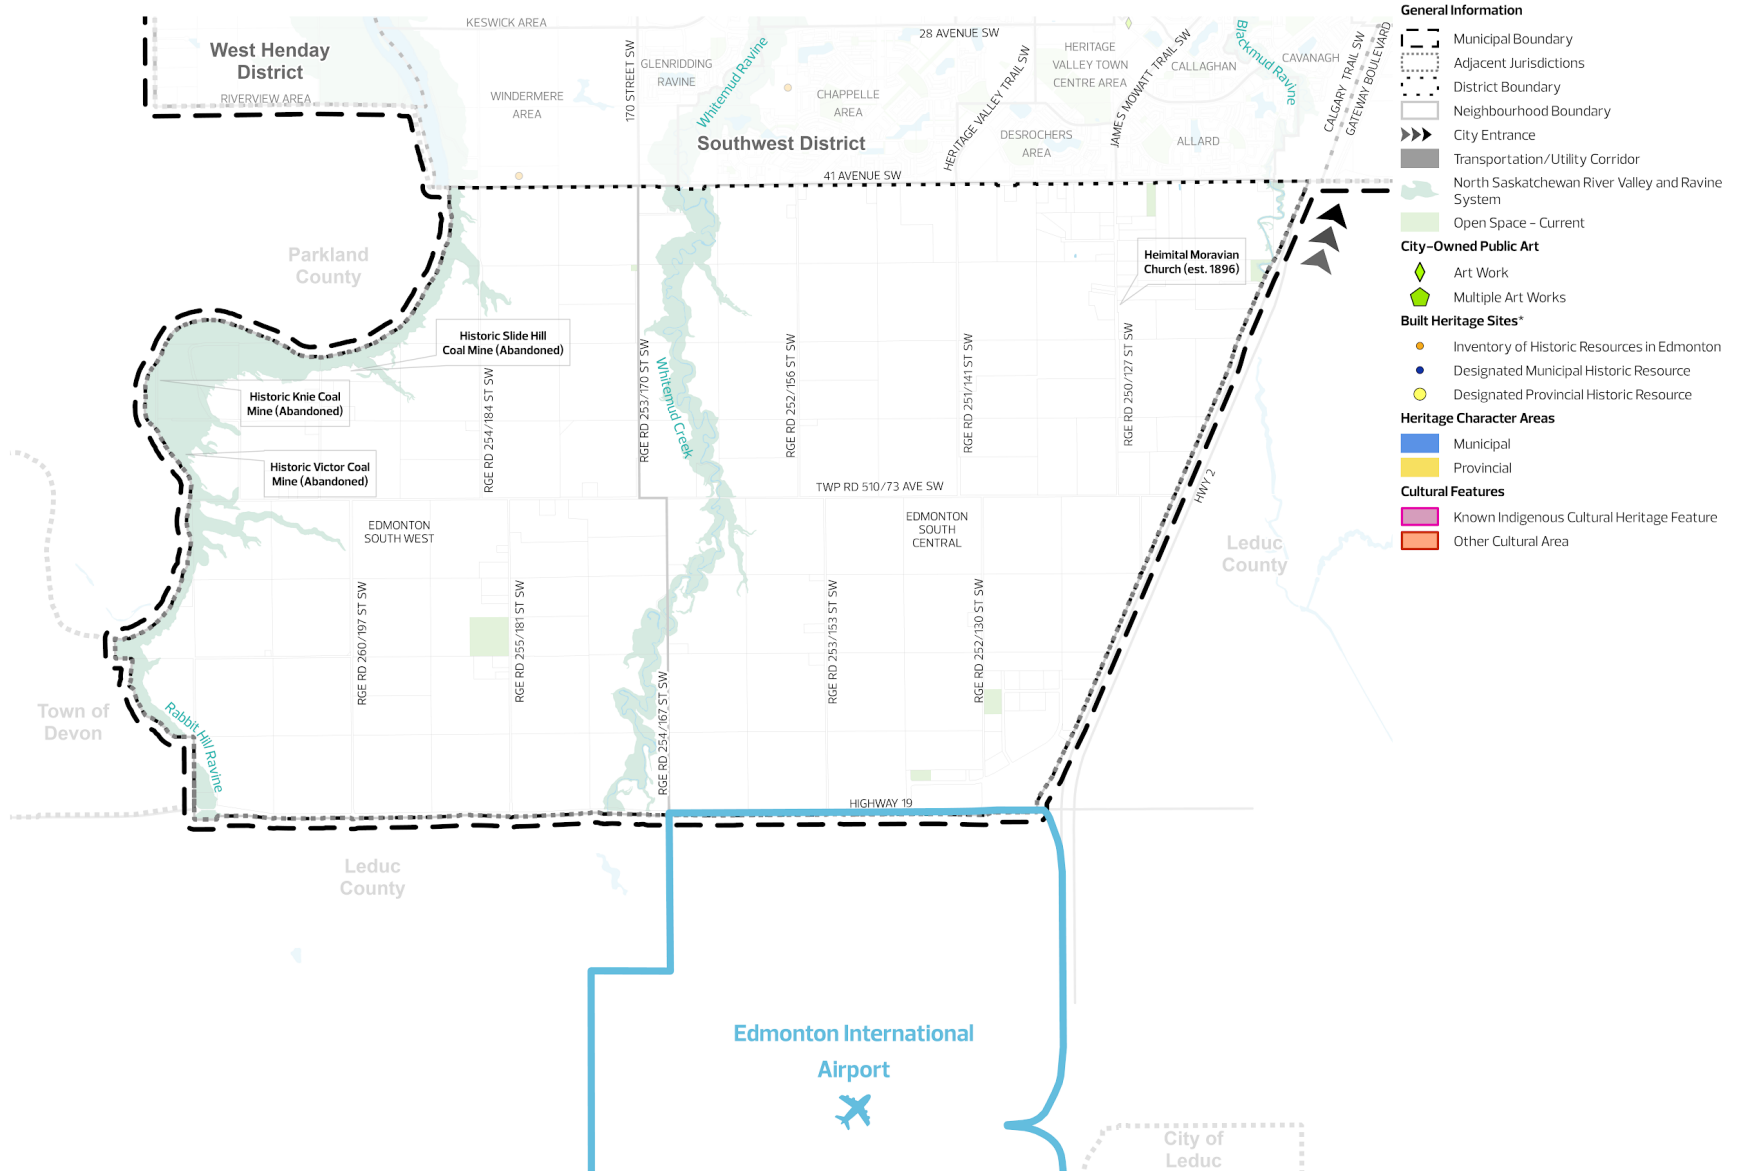 KESWICK AREA
28 AVENUE SW
West Henday
District
RIVERVIEW AREA
GLENRIDDING
RAVINE
WINDERMERE
AREA
170 STREET SW
Whitemud Ravine
CHAPPELLE
AREA
Southwest District
HERITAGE VALLEY TRAIL SW
HERITAGE
VALLEY TOWN
CENTRE AREA
DESROCHERS
AREA
JAMES MOWATT TRAIL SW
CALLAGHAN
ALLARD
Blackmud Ravine
CAVANAGH
CALGARY TRAIL SW
GATEWAY BOULEVARD
41 AVENUE SW
Parkland
County
Heimital Moravian
Church (est. 1896)
Historic Slide Hill
Coal Mine (Abandoned)
Historic Knie Coal
Mine (Abandoned)
Historic Victor Coal
Mine (Abandoned)
RGE RD 254/184 ST SW
RGE RD 253/170 ST SW
Whitemud Creek
RGE RD 252/156 ST SW
RGE RD 251/141 ST SW
RGE RD 250/127 ST SW
TWP RD 510/73 AVE SW
HWY 2
EDMONTON
SOUTH WEST
EDMONTON
SOUTH
CENTRAL
Leduc
County
RGE RD 260/197 ST SW
RGE RD 255/181 ST SW
RGE RD 254/167 ST SW
RGE RD 253/153 ST SW
RGE RD 252/130 ST SW
Town of
Devon
Rabbit Hill Ravine
HIGHWAY 19
Leduc
County
Edmonton International
Airport
City of
Leduc
General Information
Municipal Boundary
Adjacent Jurisdictions
District Boundary
Neighbourhood Boundary
City Entrance
Transportation/Utility Corridor
North Saskatchewan River Valley and Ravine
System
Open Space - Current
City-Owned Public Art
Art Work
Multiple Art Works
Built Heritage Sites*
Inventory of Historic Resources in Edmonton
Designated Municipal Historic Resource
Designated Provincial Historic Resource
Heritage Character Areas
Municipal
Provincial
Cultural Features
Known Indigenous Cultural Heritage Feature
Other Cultural Area